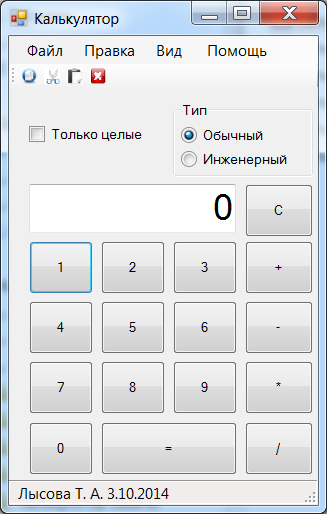 Калькулятор
Файл Правка Вид Помощь
Тип
Только целые
Обычный
Инженерный
0
C
1 2 3 +
4 5 6 -
7 8 9 *
0 = /
Лысова Т. А. 3.10.2014